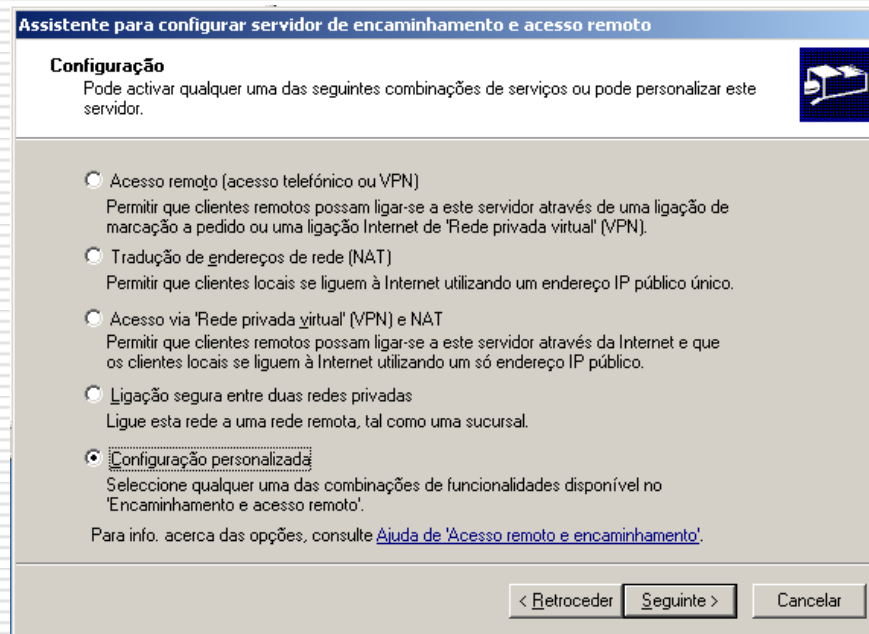 Assistente para configurar servidor de encaminhamento e acesso remoto
Configuração
Pode activar qualquer uma das seguintes combinações de serviços ou pode personalizar este
servidor.
Acesso remoto (acesso telefónico ou VPN)
Permitir que clientes remotos possam ligar-se a este servidor através de uma ligação de
marcação a pedido ou uma ligação Internet de 'Rede privada virtual' (VPN).
Tradução de endereços de rede (NAT)
Permitir que clientes locais se liguem à Internet utilizando um endereço IP público único.
Acesso via 'Rede privada virtual' (VPN) e NAT
Permitir que clientes remotos possam ligar-se a este servidor através da Internet e que
os clientes locais se liguem à Internet utilizando um só endereço IP público.
Ligação segura entre duas redes privadas
Ligue esta rede a uma rede remota, tal como uma sucursal.
Configuração personalizada
Seleccione qualquer uma das combinações de funcionalidades disponível no
'Encaminhamento e acesso remoto'.
Para info. acerca das opções, consulte Ajuda de 'Acesso remoto e encaminhamento'.
< Retroceder Seguinte > Cancelar